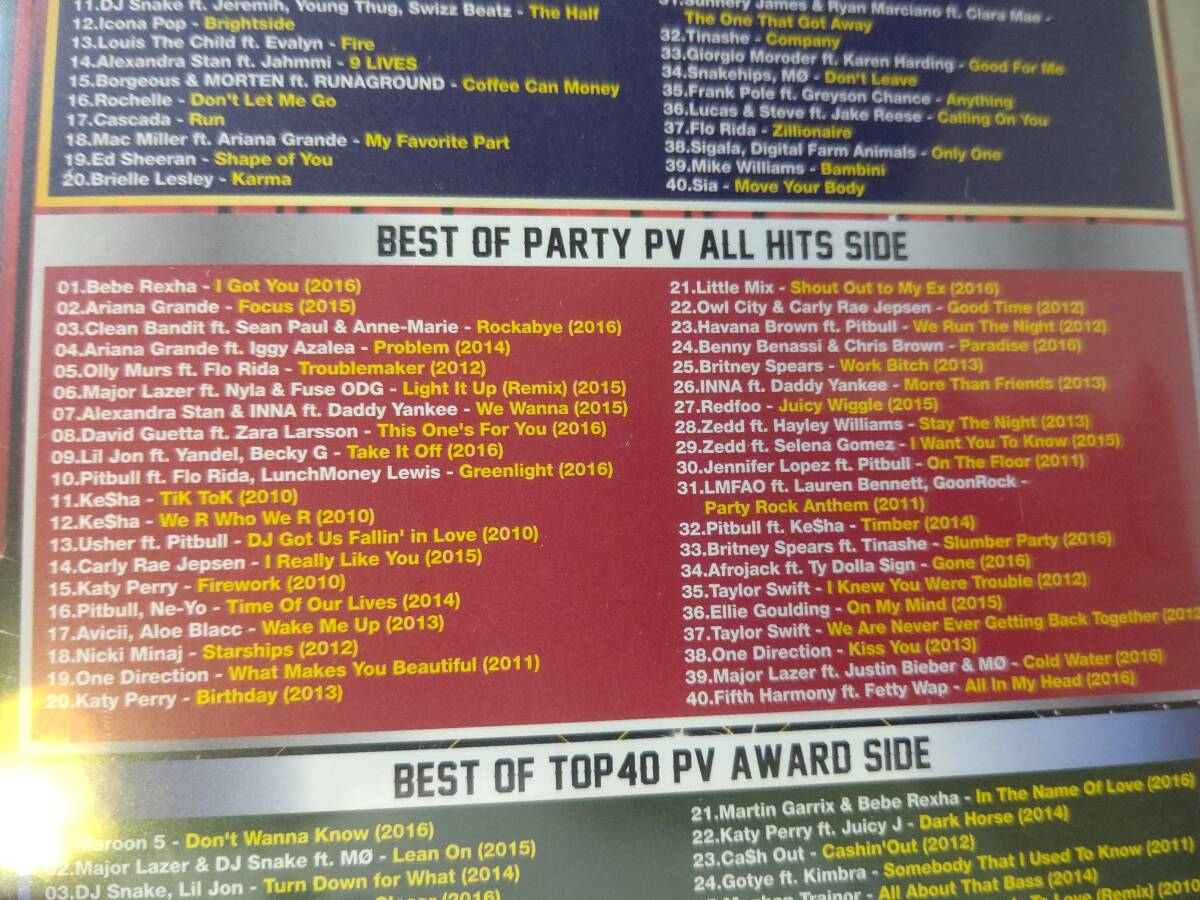 11.DJ Snake ft. Jeremih, Young Thug, Swizz Beatz - The Half
12.Icona Pop - Brightside
13.Louis The Child ft. Evalyn - Fire
14.Alexandra Stan ft. Jahmmi - 9 LIVES
15.Borgeous & MORTEN ft. RUNAGROUND - Coffee Can Money
16.Rochelle - Don't Let Me Go
17.Cascada - Run
18.Mac Miller ft. Ariana Grande - My Favorite Part
19.Ed Sheeran - Shape of You
20.Brielle Lesley - Karma
31.Sunnery James & Ryan Marciano ft. Clara Mae -
The One That Got Away
32.Tinashe - Company
33.Giorgio Moroder ft. Karen Harding - Good For Me
34.Snakehips, MØ - Don't Leave
35.Frank Pole ft. Greyson Chance - Anything
36.Lucas & Steve ft. Jake Reese - Calling On You
37.Flo Rida - Zillionaire
38.Sigala, Digital Farm Animals - Only One
39.Mike Williams - Bambini
40.Sia - Move Your Body
BEST OF PARTY PV ALL HITS SIDE
01.Bebe Rexha - I Got You (2016)
02.Ariana Grande - Focus (2015)
03.Clean Bandit ft. Sean Paul & Anne-Marie - Rockabye (2016)
04.Ariana Grande ft. Iggy Azalea - Problem (2014)
05.Olly Murs ft. Flo Rida - Troublemaker (2012)
06.Major Lazer ft. Nyla & Fuse ODG - Light It Up (Remix) (2015)
07.Alexandra Stan & INNA ft. Daddy Yankee - We Wanna (2015)
08.David Guetta ft. Zara Larsson - This One's For You (2016)
09.Lil Jon ft. Yandel, Becky G - Take It Off (2016)
10.Pitbull ft. Flo Rida, LunchMoney Lewis - Greenlight (2016)
11.Ke$ha - TiK ToK (2010)
12.Ke$ha - We R Who We R (2010)
13.Usher ft. Pitbull - DJ Got Us Fallin' in Love (2010)
14.Carly Rae Jepsen - I Really Like You (2015)
15.Katy Perry - Firework (2010)
16.Pitbull, Ne-Yo - Time Of Our Lives (2014)
17.Avicii, Aloe Blacc - Wake Me Up (2013)
18.Nicki Minaj - Starships (2012)
19.One Direction - What Makes You Beautiful (2011)
20.Katy Perry - Birthday (2013)
21.Little Mix - Shout Out to My Ex (2016)
22.Owl City & Carly Rae Jepsen - Good Time (2012)
23.Havana Brown ft. Pitbull - We Run The Night (2012)
24.Benny Benassi & Chris Brown - Paradise (2016)
25.Britney Spears - Work Bitch (2013)
26.INNA ft. Daddy Yankee - More Than Friends (2013)
27.Redfoo - Juicy Wiggle (2015)
28.Zedd ft. Hayley Williams - Stay The Night (2013)
29.Zedd ft. Selena Gomez - I Want You To Know (2015)
30.Jennifer Lopez ft. Pitbull - On The Floor (2011)
31.LMFAO ft. Lauren Bennett, GoonRock -
Party Rock Anthem (2011)
32.Pitbull ft. Ke$ha - Timber (2014)
33.Britney Spears ft. Tinashe - Slumber Party (2016)
34.Afrojack ft. Ty Dolla $ign - Gone (2016)
35.Taylor Swift - I Knew You Were Trouble (2012)
36.Ellie Goulding - On My Mind (2015)
37.Taylor Swift - We Are Never Ever Getting Back Together (2012
38.One Direction - Kiss You (2013)
39.Major Lazer ft. Justin Bieber & MØ - Cold Water (2016)
40.Fifth Harmony ft. Fetty Wap - All In My Head (2016)
BEST OF TOP40 PV AWARD SIDE
Maroon 5 - Don't Wanna Know (2016)
02.Major Lazer & DJ Snake ft. MØ - Lean On (2015)
03.DJ Snake, Lil Jon - Turn Down for What (2014)
Closer (2016)
21.Martin Garrix & Bebe Rexha - In The Name Of Love (2016)
22.Katy Perry ft. Juicy J - Dark Horse (2014)
23.Ca$h Out - Cashin'Out (2012)
24.Gotye ft. Kimbra - Somebody That I Used To Know (2011)
Meghan Trainor - All About That Bass (2014)
To Love (Remix) (2010